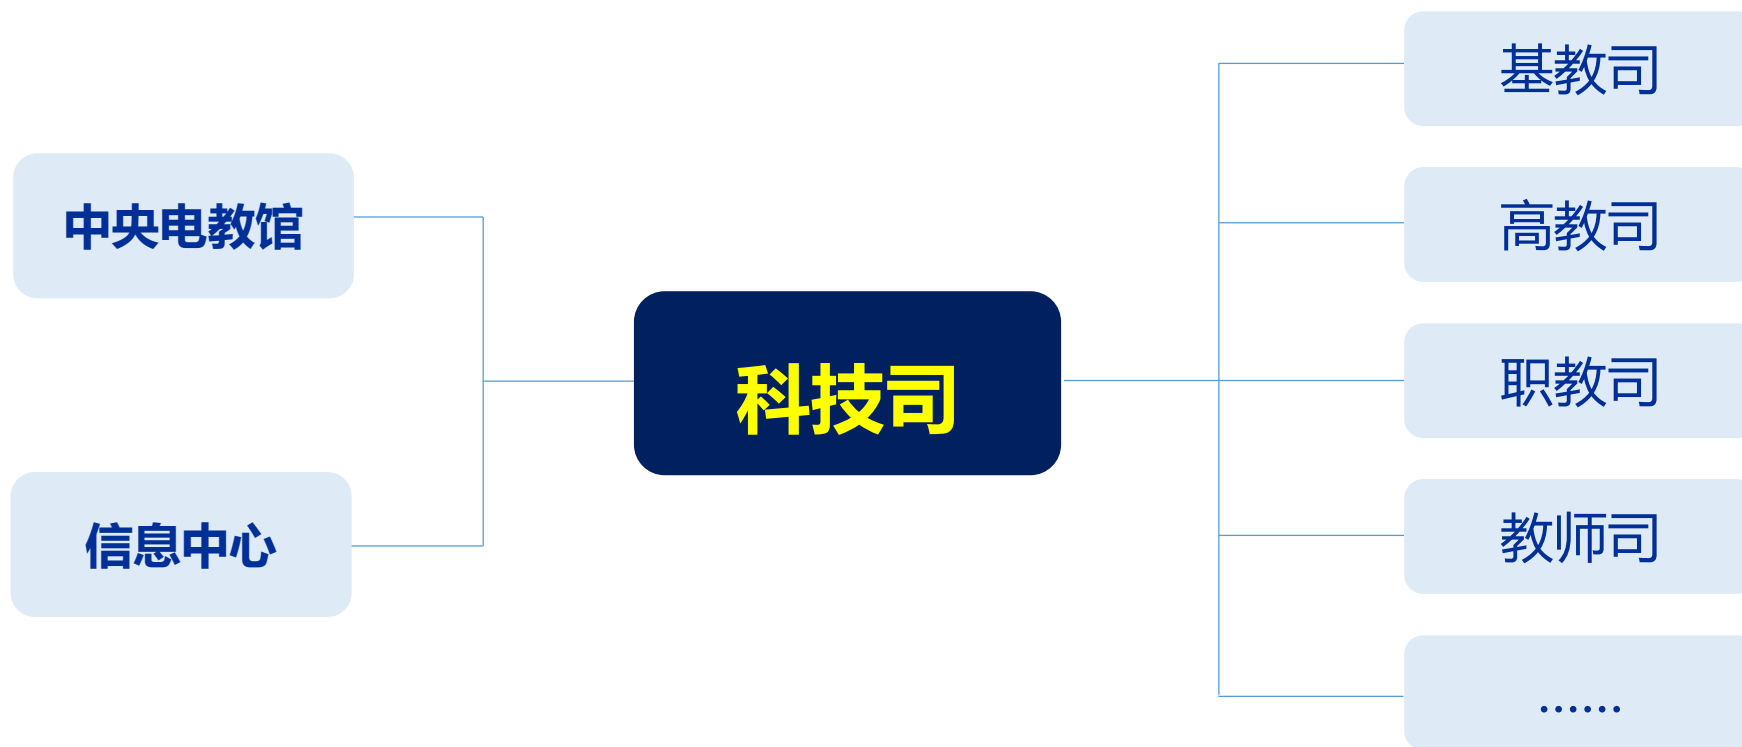 中央电教馆
信息中心
科技司
基教司
高教司
职教司
教师司
……